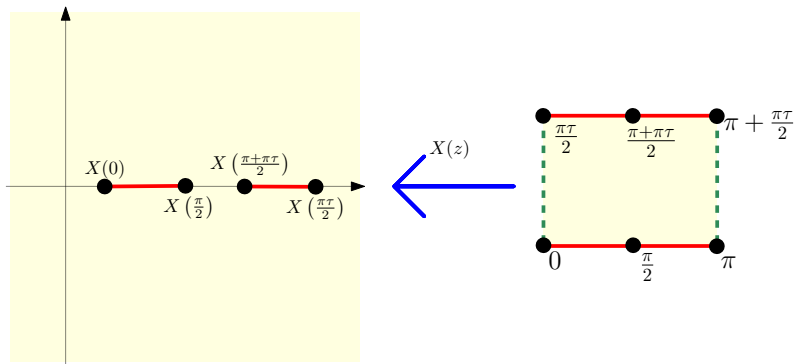 X(0)
X(π/2)
X((π+πτ)/2)
X(πτ/2)
X(z)
πτ/2
(π+πτ)/2
π + πτ/2
0
π/2
π